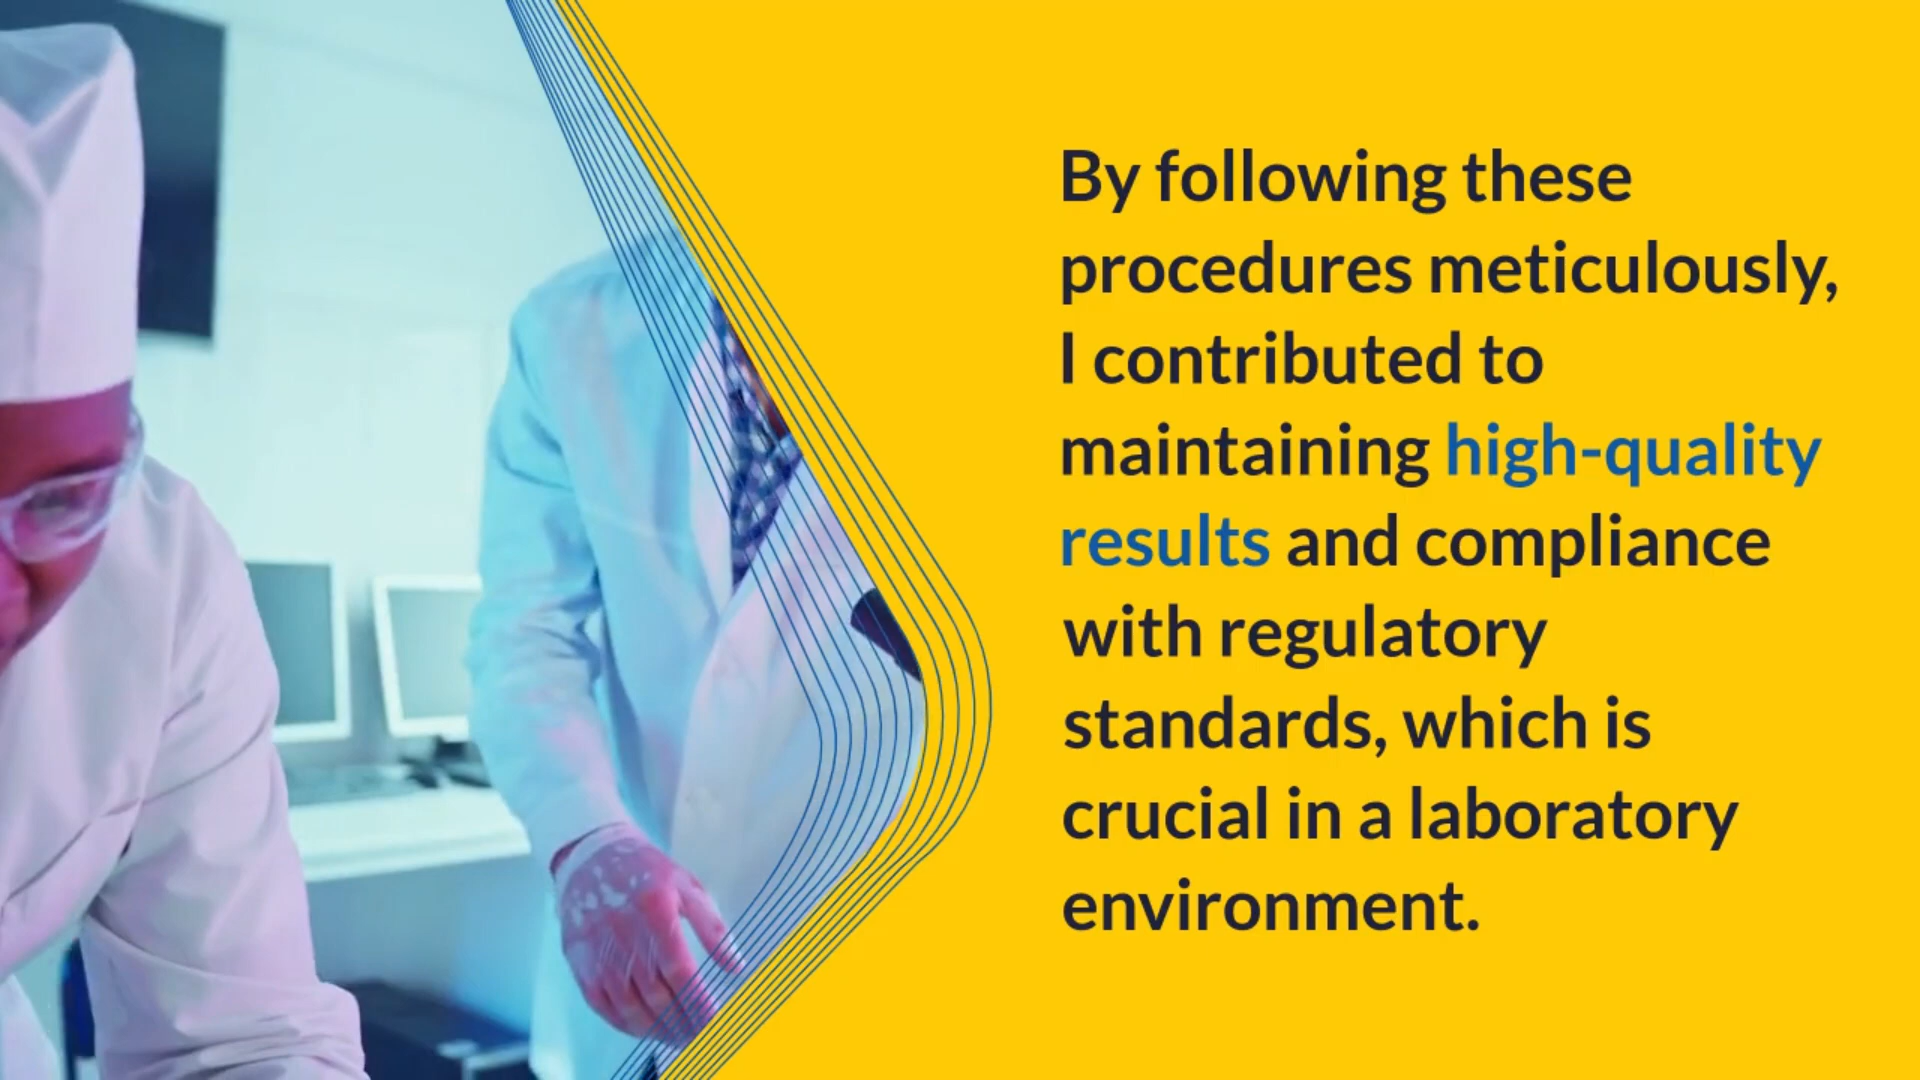 By following these
procedures meticulously,
I contributed to
maintaining high-quality
results and compliance
with regulatory
standards, which is
crucial in a laboratory
environment.